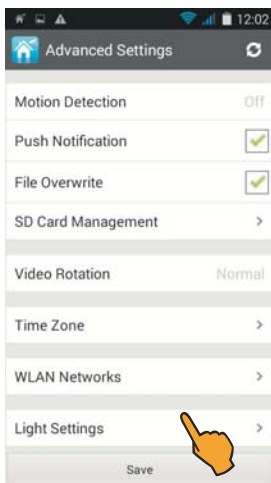 12:02
Advanced Settings
Motion Detection Off
Push Notification
File Overwrite
SD Card Management
Video Rotation Normal
Time Zone
WLAN Networks
Light Settings
Save